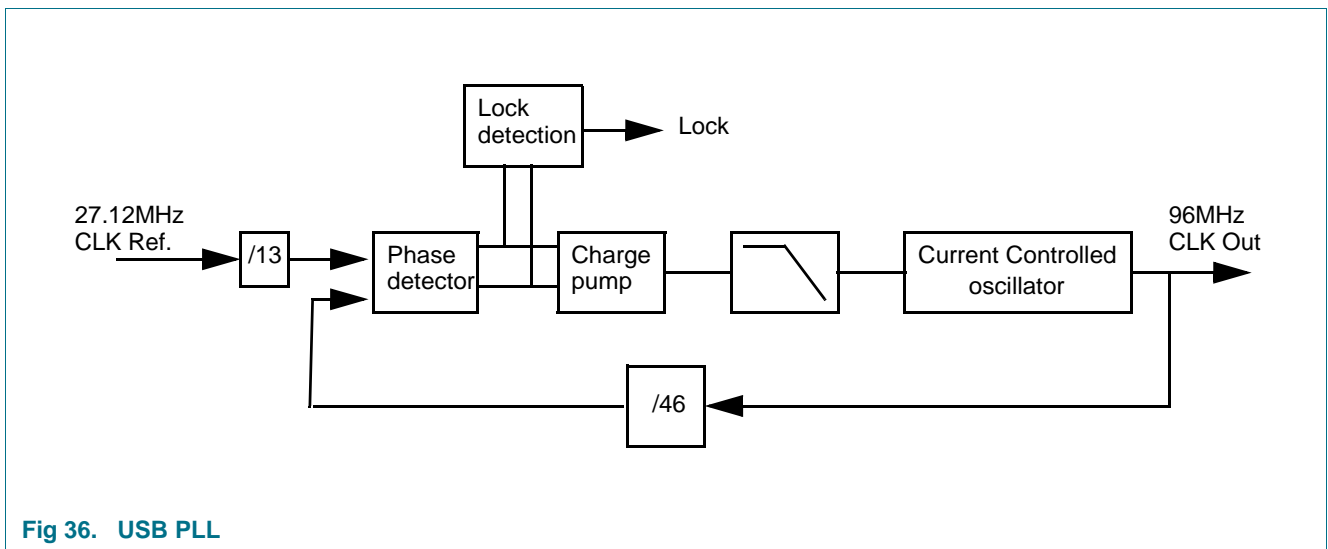 Lock
detection
Lock
27.12MHz
CLK Ref.
/13
Phase
detector
Charge
pump
Current Controlled
oscillator
96MHz
CLK Out
/46
Fig 36. USB PLL